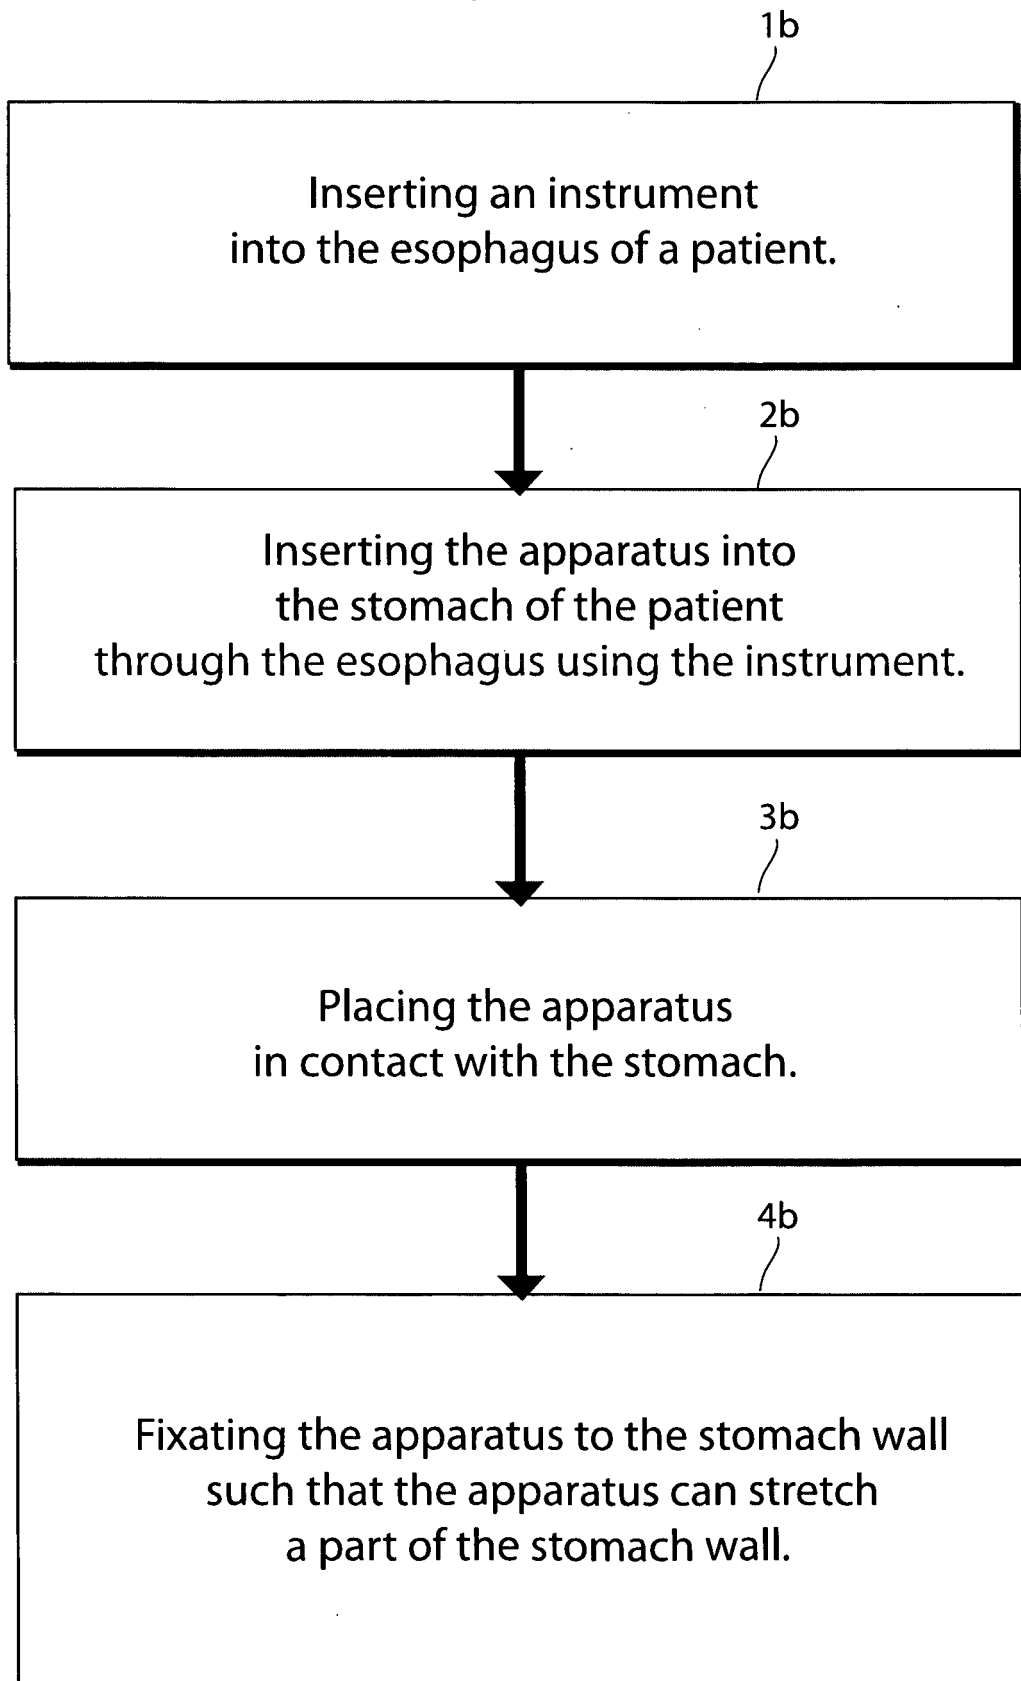 1b
Inserting an instrument
into the esophagus of a patient.
2b
Inserting the apparatus into
the stomach of the patient
through the esophagus using the instrument.
3b
Placing the apparatus
in contact with the stomach.
4b
Fixating the apparatus to the stomach wall
such that the apparatus can stretch
a part of the stomach wall.